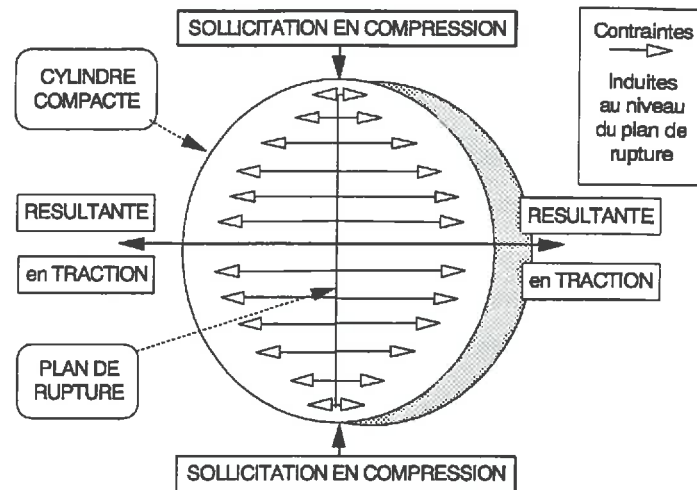 SOLLICITATION EN COMPRESSION
Contraintes
Induites
au niveau
du plan de
rupture
CYLINDRE
COMPACTE
RESULTANTE
en TRACTION
RESULTANTE
en TRACTION
PLAN DE
RUPTURE
SOLLICITATION EN COMPRESSION